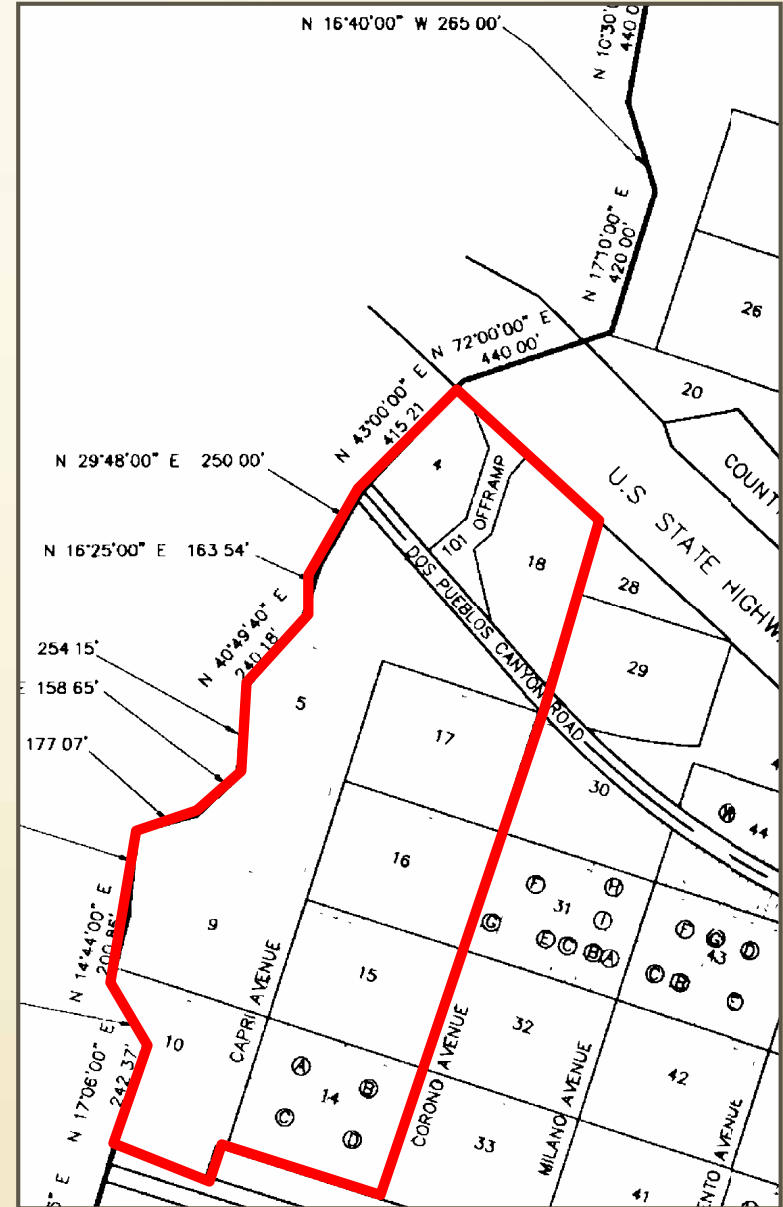 N 16°40'00" W 265 00'
N 10°30'0
440 0
N 17°10'00" E
420 00'
26
N 72°00'00" E
440 00'
20
N 43°00'00" E
415 21
COUNT
N 29°48'00" E 250 00'
4
101 OFFRAMP
U.S STATE HIGHW
N 16°25'00" E 163 54'
DOS PUEBLOS CANYON ROAD
18
28
N 40°49'40" E
240.18'
254 15'
29
E 158 65'
5
17
177 07'
30
W
44
16
F
H
31
I
G
E C B A
F G D
43
C B
9
N 14°44'00" E
CAPRI AVENUE
15
CORONO AVENUE
32
10
N 17°06'00" E
242.37'
A
B
14
C
D
42
MILANO AVENUE
33
ENTO AVENUE
41
" E